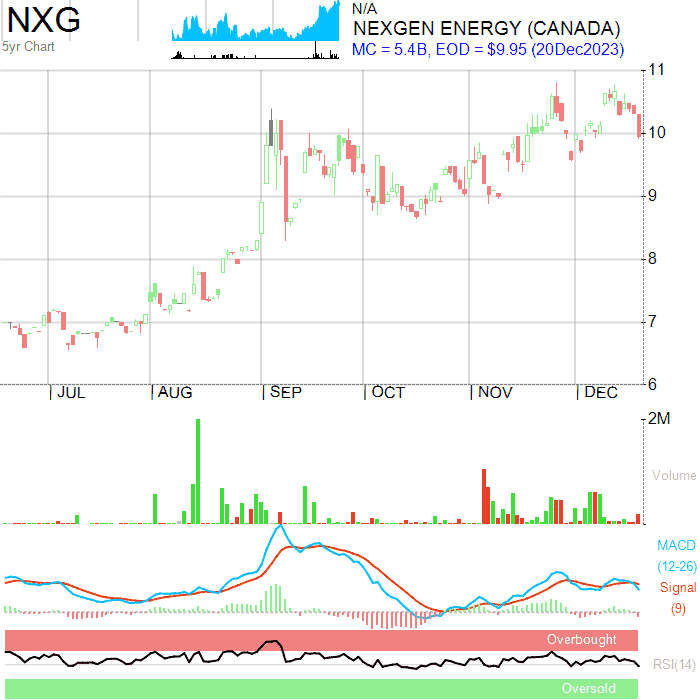 NXG
5yr Chart
N/A
NEXGEN ENERGY (CANADA)
MC = 5.4B, EOD = $9.95 (20Dec2023)
11
10
9
8
7
6
JUL AUG SEP OCT NOV DEC
2M
Volume
MACD
(12-26)
Signal
(9)
Overbought
RSI(14)
Oversold